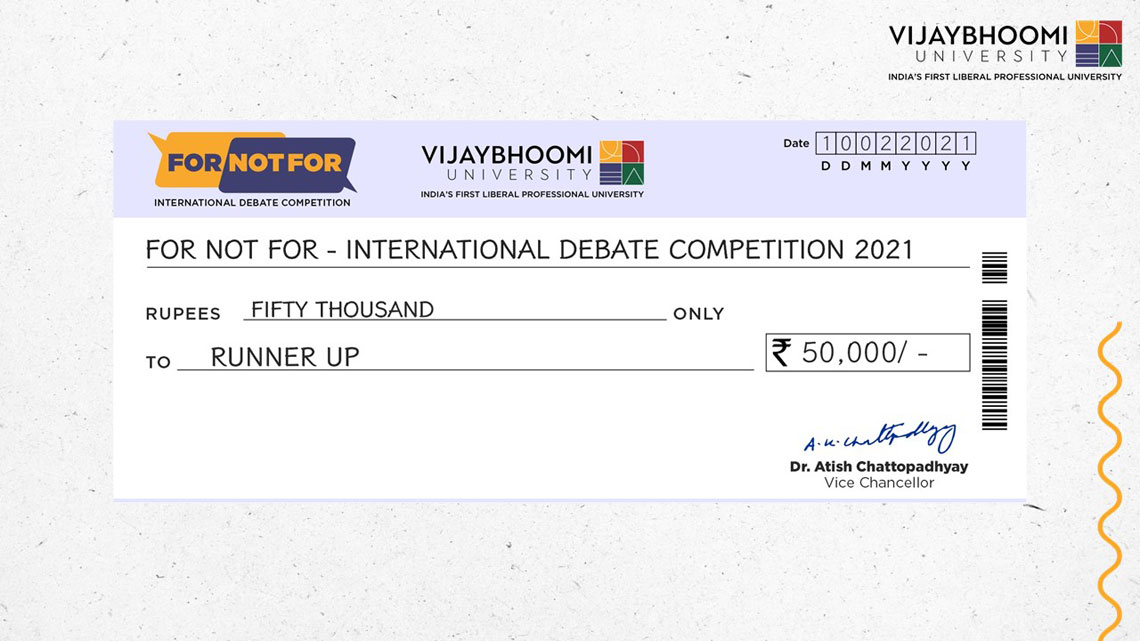 VIJAYBHOOMI
UNIVERSITY
INDIA'S FIRST LIBERAL PROFESSIONAL UNIVERSITY
FOR NOT FOR
INTERNATIONAL DEBATE COMPETITION
VIJAYBHOOMI
UNIVERSITY
INDIA'S FIRST LIBERAL PROFESSIONAL UNIVERSITY
Date 10022021
D D M M Y Y Y Y
FOR NOT FOR - INTERNATIONAL DEBATE COMPETITION 2021
RUPEES FIFTY THOUSAND ONLY
TO RUNNER UP
₹ 50,000/ -
A.K.Chattopadhyay
Dr. Atish Chattopadhyay
Vice Chancellor